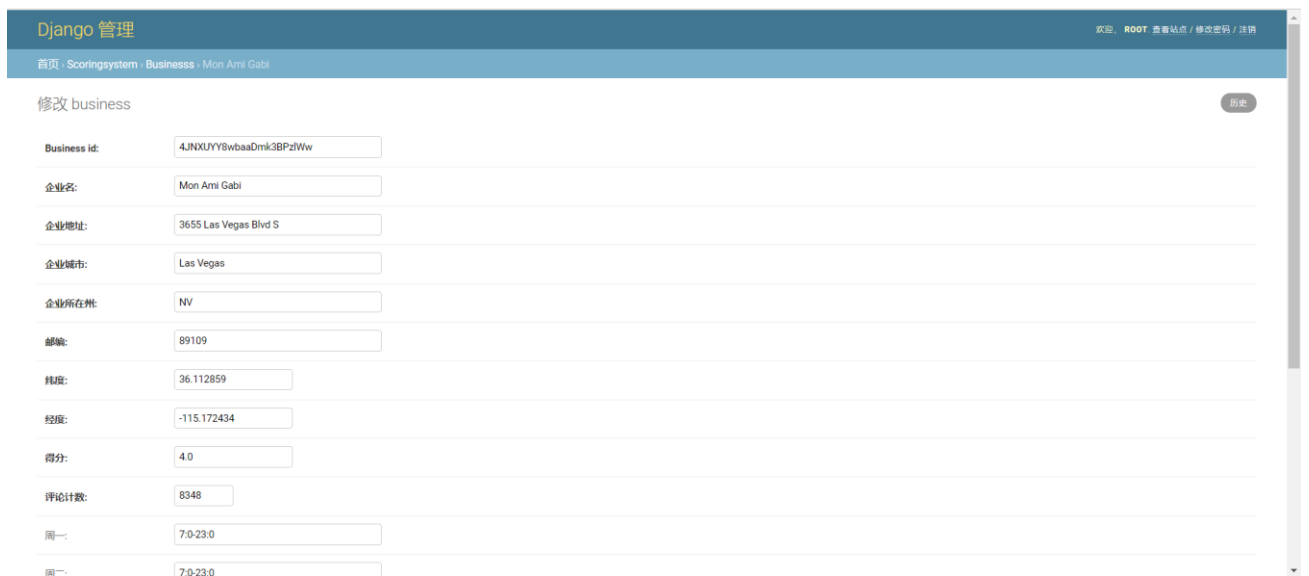 Django 管理
欢迎，ROOT. 查看站点 / 修改密码 / 注销
首页 › Scoringsystem › Businesss › Mon Ami Gabi
修改 business
历史
Business id: 4JNXUYY8wbaaDmk3BPzlWw
企业名: Mon Ami Gabi
企业地址: 3655 Las Vegas Blvd S
企业城市: Las Vegas
企业所在州: NV
邮编: 89109
纬度: 36.112859
经度: -115.172434
得分: 4.0
评论计数: 8348
周一: 7:0-23:0
周二: 7:0-23:0